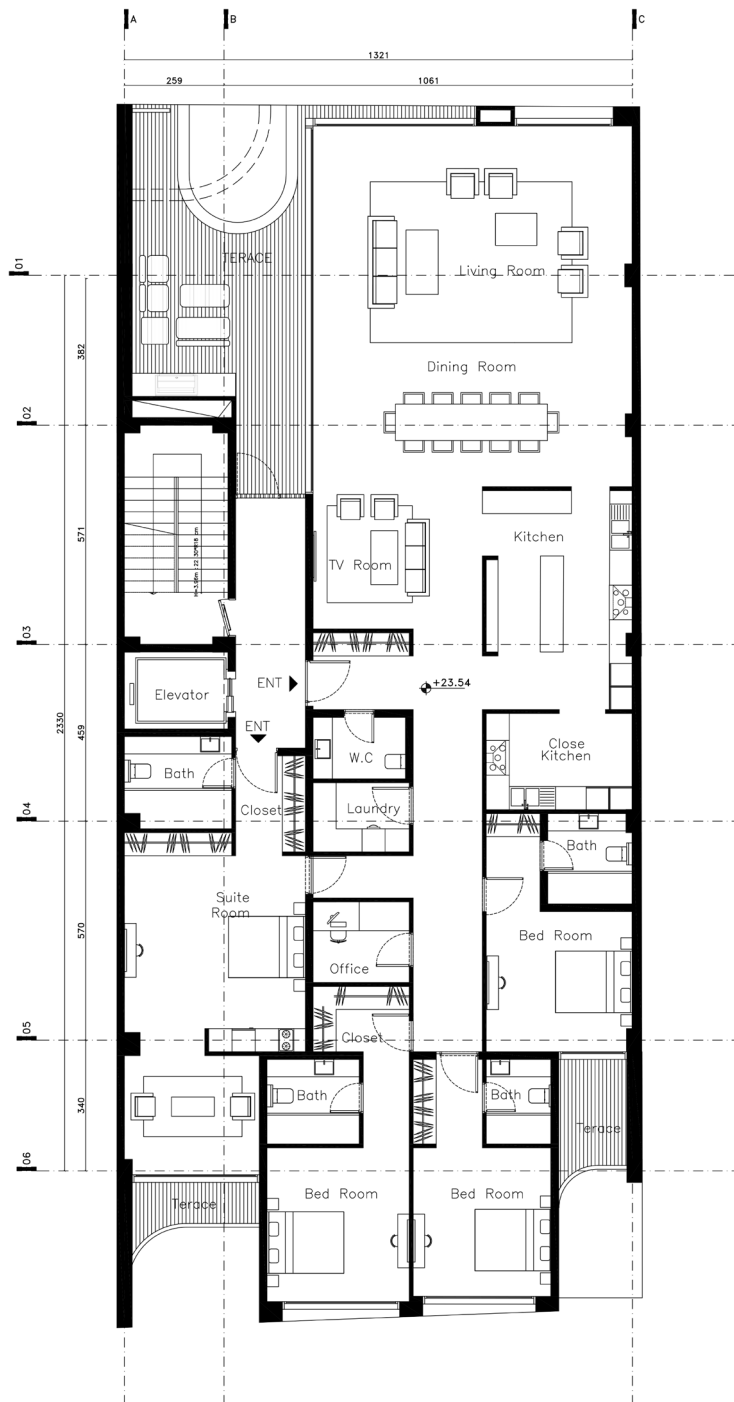 A
B
C
1321
259
1061
TERACE
01
Living Room
382
Dining Room
02
571
Kitchen
TV Room
03
ENT
+23.54
Elevator
2330
459
ENT
Close
Kitchen
W.C
Bath
Closet
Laundry
04
Bath
Suite
Room
570
Bed Room
Office
05
Closet
340
Bath
Bath
Terace
06
Bed Room
Bed Room
Terace